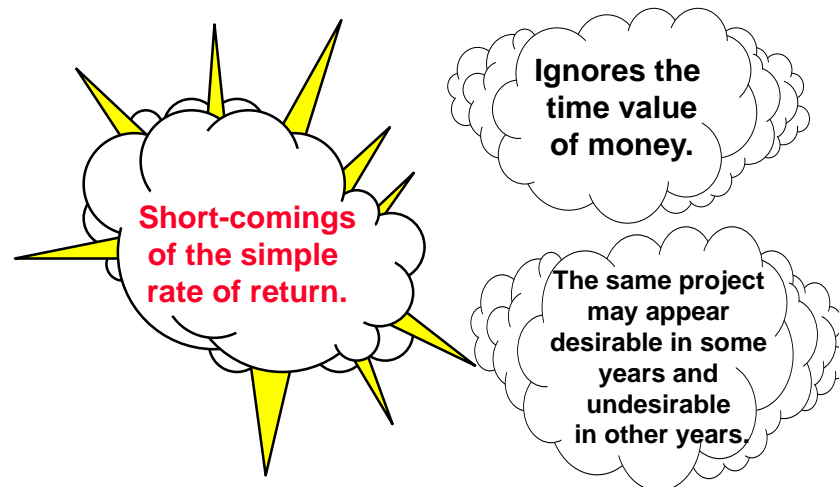 Short-comings
of the simple
rate of return.
Ignores the
time value
of money.
The same project
may appear
desirable in some
years and
undesirable
in other years.